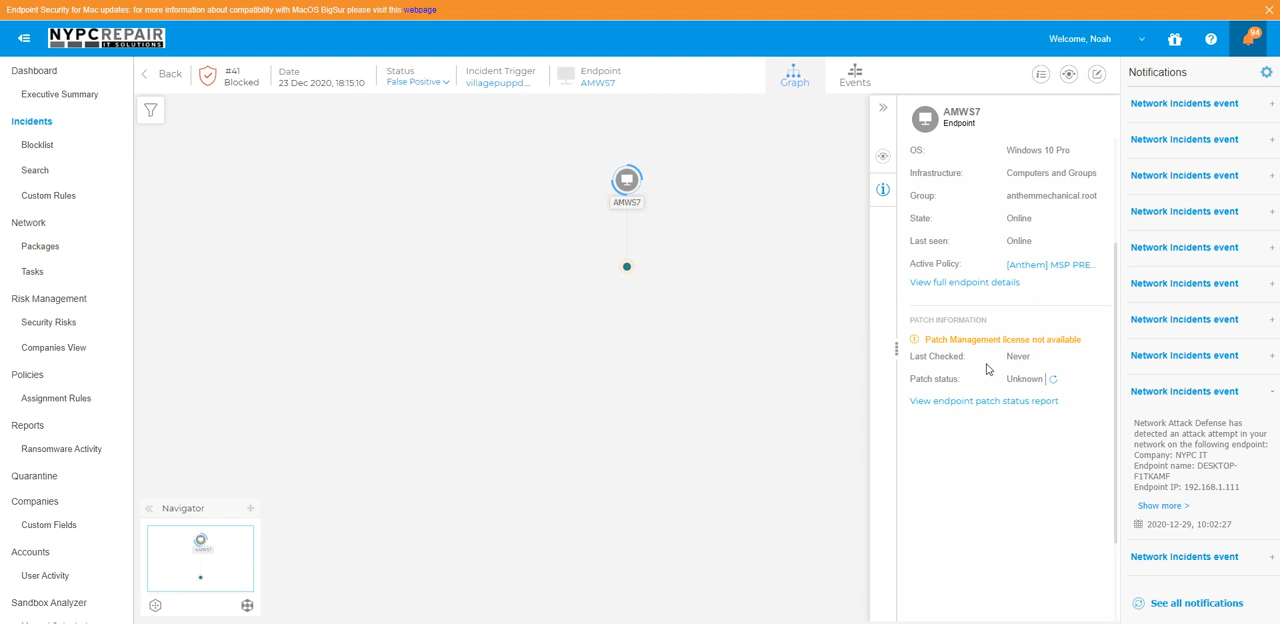 Endpoint Security for Mac updates: for more information about compatibility with MacOS BigSur please visit this webpage
NYPCREPAIR
IT SOLUTIONS
Welcome, Noah
94
Dashboard
Executive Summary
Incidents
Blocklist
Search
Custom Rules
Network
Packages
Tasks
Risk Management
Security Risks
Companies View
Policies
Assignment Rules
Reports
Ransomware Activity
Quarantine
Companies
Custom Fields
Accounts
User Activity
Sandbox Analyzer
Back
#41
Blocked
Date
23 Dec 2020, 18:15:10
Status
False Positive
Incident Trigger
villagepuppd...
Endpoint
AMWS7
Graph
Events
AMWS7
Navigator
AMWS7
AMWS7
Endpoint
OS: Windows 10 Pro
Infrastructure: Computers and Groups
Group: anthemmechanical.root
State: Online
Last seen: Online
Active Policy: [Anthem] MSP PRE...
View full endpoint details
PATCH INFORMATION
Patch Management license not available
Last Checked: Never
Patch status: Unknown
View endpoint patch status report
Notifications
Network Incidents event +
Network Incidents event +
Network Incidents event +
Network Incidents event +
Network Incidents event +
Network Incidents event +
Network Incidents event +
Network Incidents event +
Network Incidents event -
Network Attack Defense has
detected an attack attempt in your
network on the following endpoint:
Company: NYPC IT
Endpoint name: DESKTOP-
F1TKAMF
Endpoint IP: 192.168.1.111
Show more >
2020-12-29, 10:02:27
Network Incidents event +
See all notifications